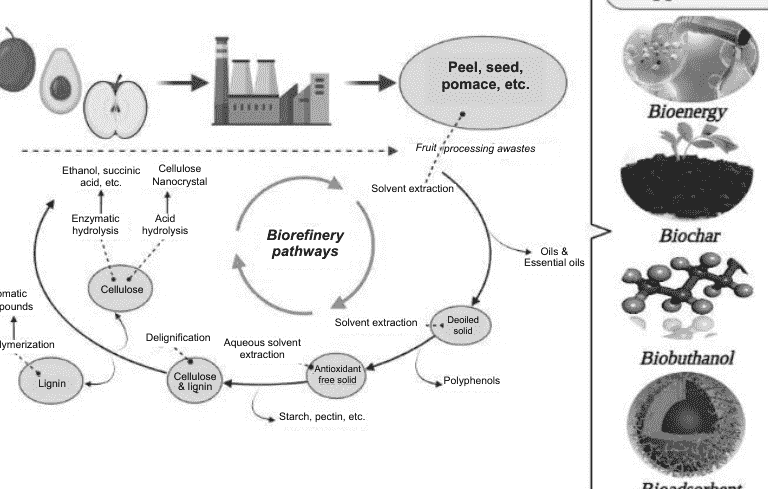 Peel, seed,
pomace, etc.
Bioenergy
Fruit processing awastes
Ethanol, succinic
acid, etc.
Cellulose
Nanocrystal
Solvent extraction
Enzymatic
hydrolysis
Acid
hydrolysis
Biorefinery
pathways
Biochar
Oils &
Essential oils
Cellulose
Solvent extraction
Deoiled
solid
Delignification
Aqueous solvent
extraction
Biobuthanol
Lignin
Cellulose
& lignin
Antioxidant
free solid
Polyphenols
Starch, pectin, etc.
Bioadsorbent